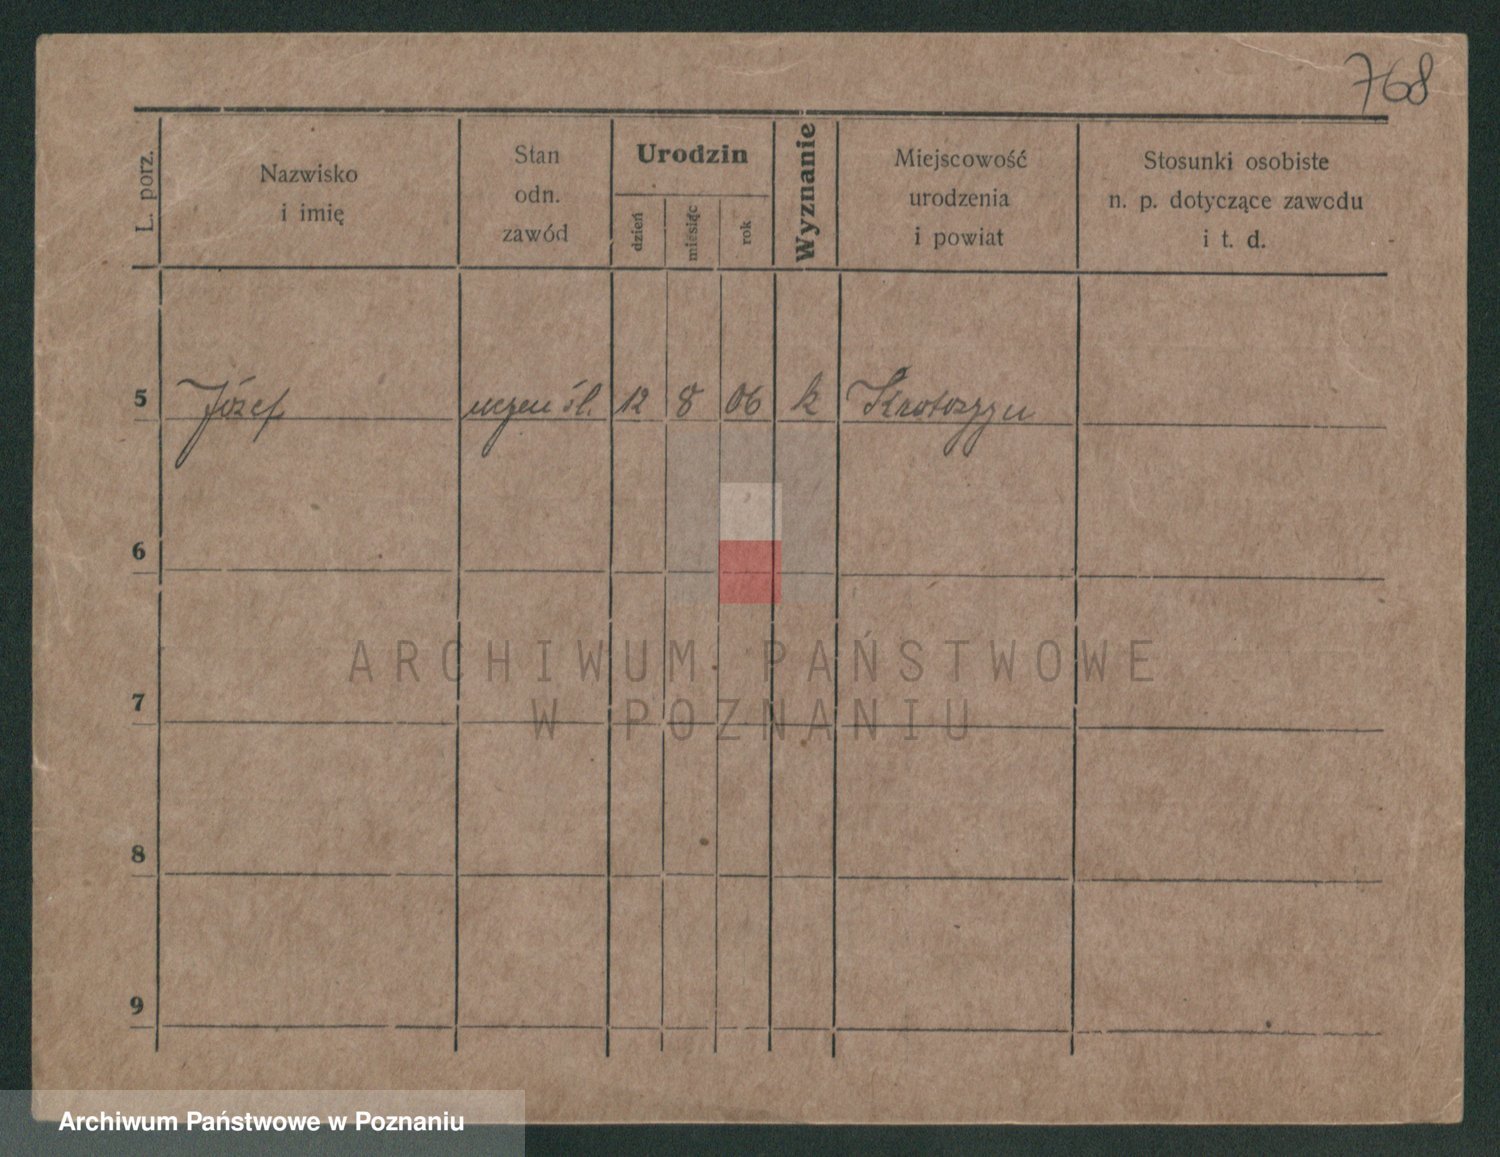 768
L. porz.
Nazwisko
i imię
Stan
odn.
zawód
Urodzin
dzień
miesiąc
rok
Wyznanie
Miejscowość
urodzenia
i powiat
Stosunki osobiste
n. p. dotyczące zawodu
i t. d.
5 Józef uczeń śl. 12 8 06 k Krotoszyn
6
7
8
9
ARCHIWUM PAŃSTWOWE
W POZNANIU
Archiwum Państwowe w Poznaniu